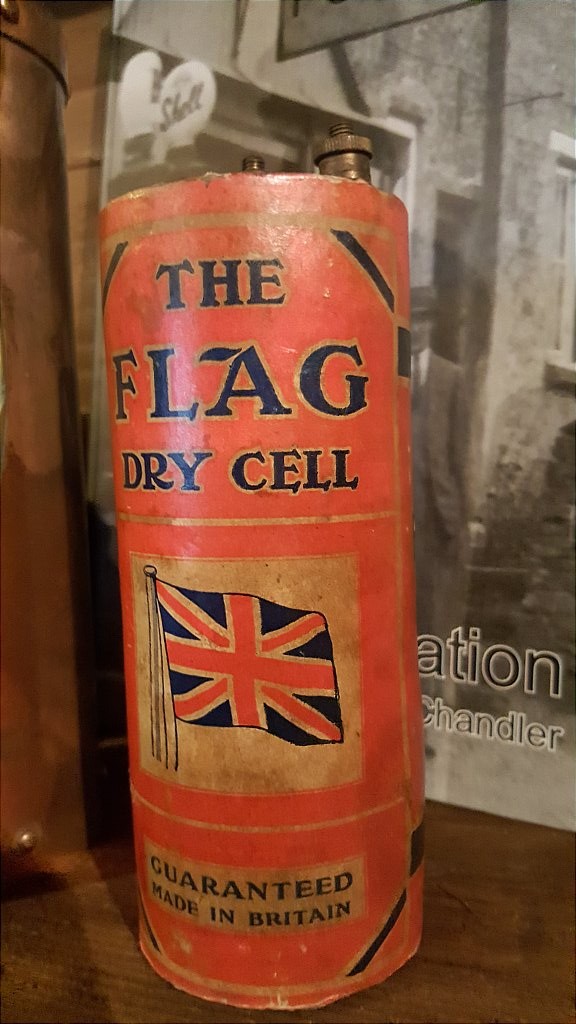 Shell
THE
FLAG
DRY CELL
GUARANTEED
MADE IN BRITAIN
ation
Chandler